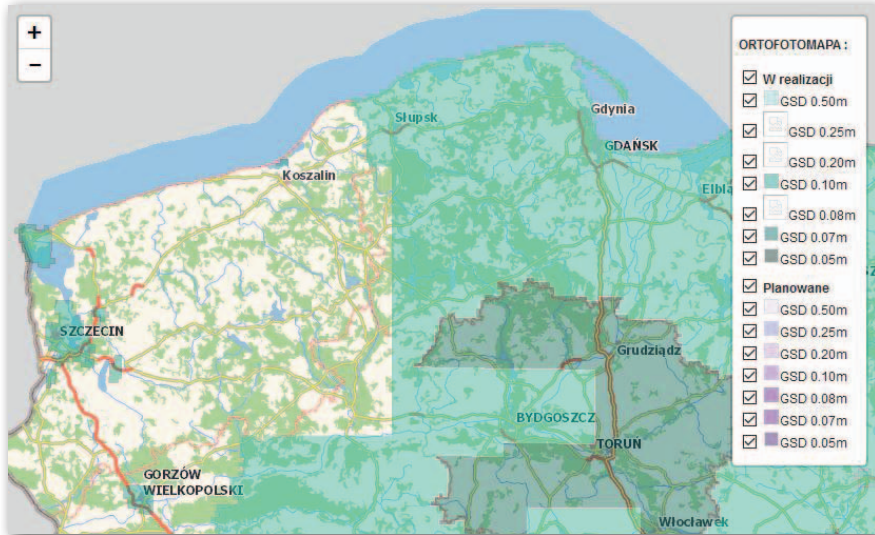 +
−
ORTOFOTOMAPA :
W realizacji
GSD 0.50m
GSD 0.25m
GSD 0.20m
GSD 0.10m
GSD 0.08m
GSD 0.07m
GSD 0.05m
Planowane
GSD 0.50m
GSD 0.25m
GSD 0.20m
GSD 0.10m
GSD 0.08m
GSD 0.07m
GSD 0.05m
Gdynia
Słupsk
GDAŃSK
Koszalin
Elblą
SZCZECIN
Grudziądz
BYDGOSZCZ
TORUŃ
GORZÓW
WIELKOPOLSKI
Włocławek